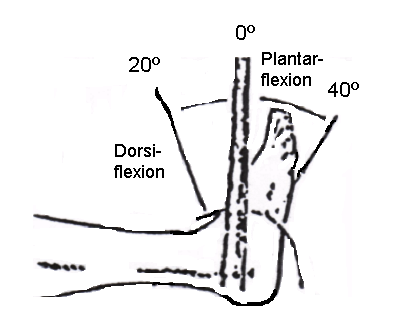 0º
Plantar-
flexion
20º
40º
Dorsi-
flexion